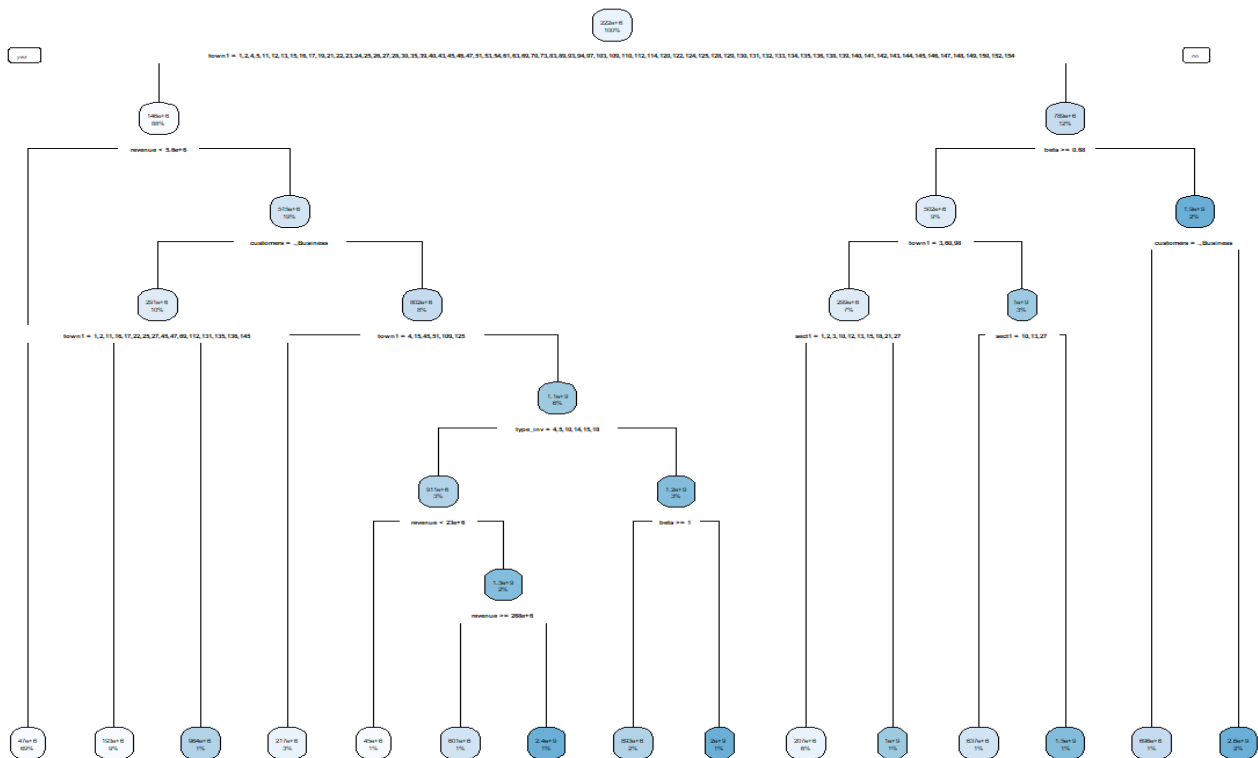 222e+6
100%
yes
town1 = 1,2,4,5,11,12,13,15,16,17,19,21,22,23,24,25,26,27,28,30,35,39,40,43,45,46,47,51,53,54,61,63,69,70,73,83,89,93,94,97,103,109,110,112,114,120,122,124,125,128,129,130,131,132,133,134,135,136,138,139,140,141,142,143,144,145,146,147,148,149,150,152,154
no
146e+6
88%
789e+6
12%
revenue < 5.8e+6
beta >= 0.68
515e+6
19%
502e+6
9%
1.9e+9
2%
customers = .,Business
town1 = 3,60,98
customers = .,Business
291e+6
10%
802e+6
8%
299e+6
7%
1e+9
3%
town1 = 1,2,11,16,17,22,25,27,45,47,69,112,131,135,136,145
town1 = 4,15,45,51,109,125
sect1 = 1,2,3,10,12,13,15,18,21,27
sect1 = 10,13,27
1.1e+9
6%
type_inv = 4,5,10,14,15,18
911e+6
3%
1.2e+9
3%
revenue < 23e+6
beta >= 1
1.3e+9
2%
revenue >= 268e+6
47e+6
69%
193e+6
9%
964e+6
1%
217e+6
3%
45e+6
1%
601e+6
1%
2.4e+9
1%
893e+6
2%
2e+9
1%
207e+6
6%
1e+9
1%
637e+6
1%
1.5e+9
1%
696e+6
1%
2.6e+9
2%